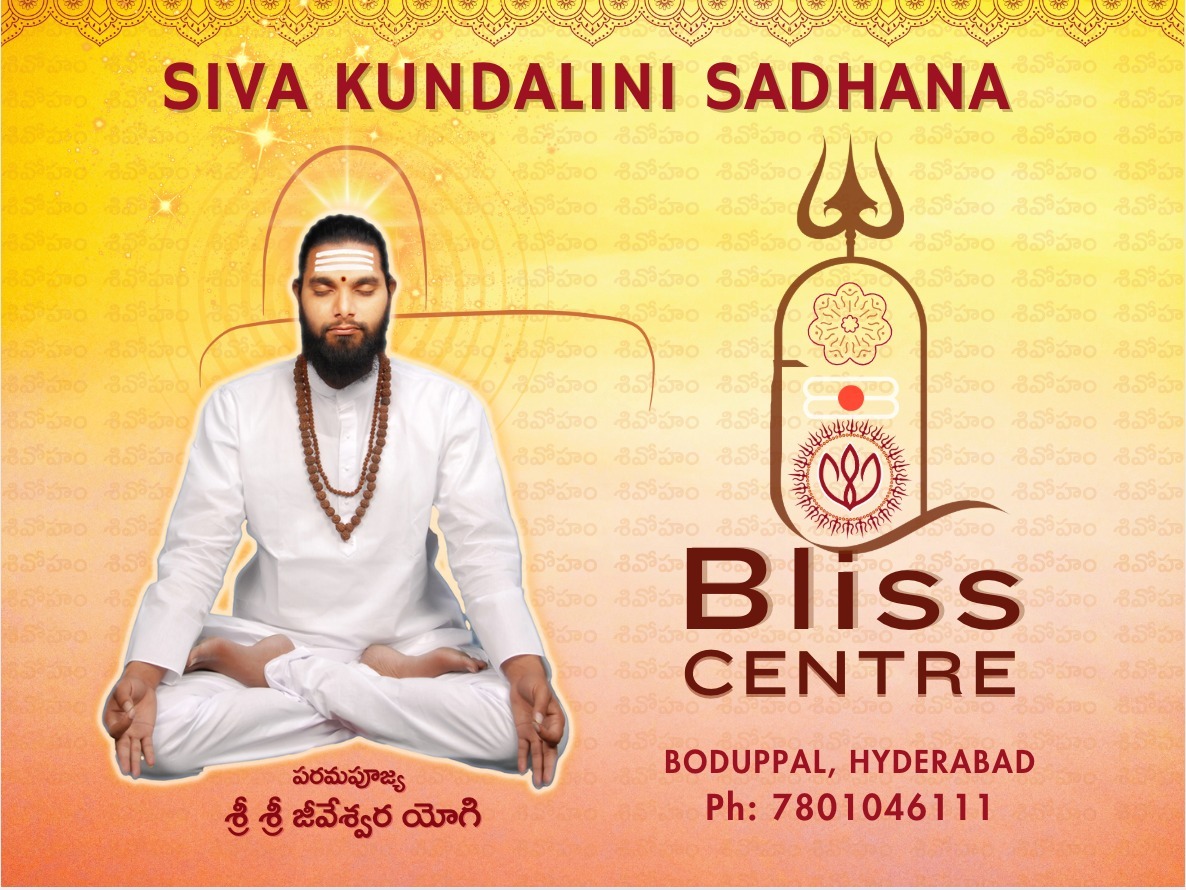 SIVA KUNDALINI SADHANA
పరమపూజ్య
శ్రీ శ్రీ జీవేశ్వర యోగి
Bliss
CENTRE
BODUPPAL, HYDERABAD
Ph: 7801046111
శివోహం